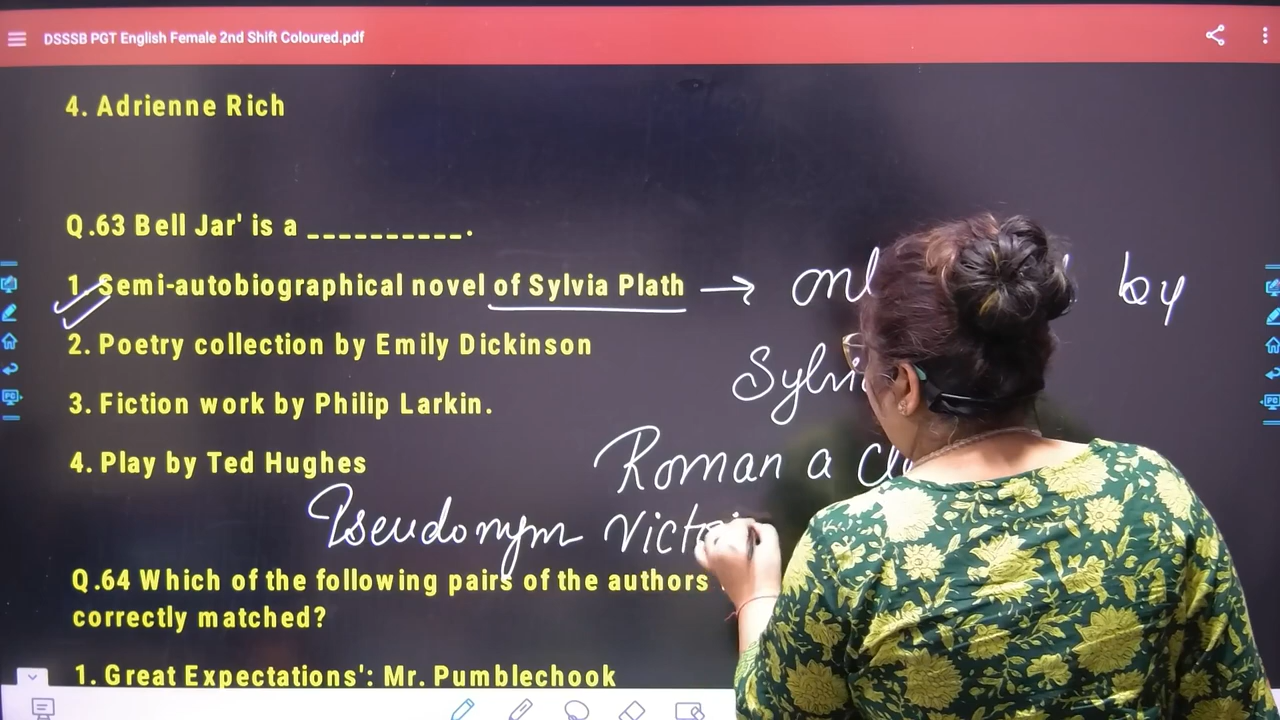 DSSSB PGT English Female 2nd Shift Coloured.pdf
4. Adrienne Rich
Q.63 Bell Jar' is a __________.
1. Semi-autobiographical novel of Sylvia Plath → by
2. Poetry collection by Emily Dickinson
3. Fiction work by Philip Larkin.
4. Play by Ted Hughes
Roman a
Pseudonym
Q.64 Which of the following pairs of the authors
correctly matched?
1. Great Expectations': Mr. Pumblechook